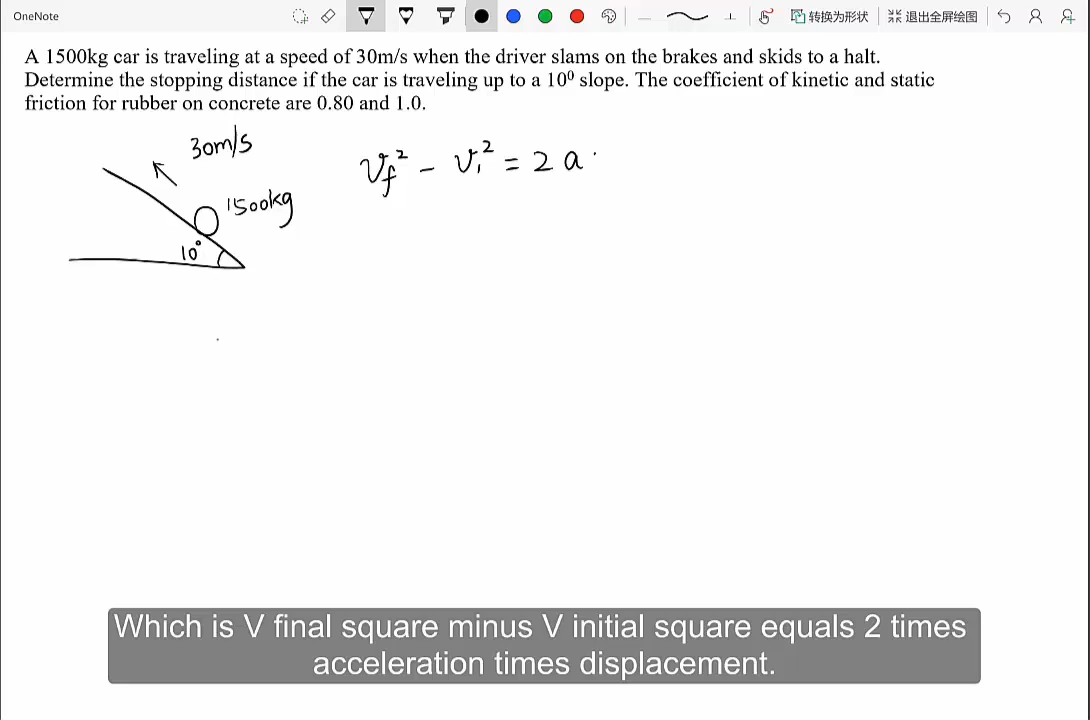 OneNote
转换为形状
退出全屏绘图
A 1500kg car is traveling at a speed of 30m/s when the driver slams on the brakes and skids to a halt.
Determine the stopping distance if the car is traveling up to a 10⁰ slope. The coefficient of kinetic and static
friction for rubber on concrete are 0.80 and 1.0.
30m/s
1500kg
10°
Vf² - Vi² = 2 a
Which is V final square minus V initial square equals 2 times
acceleration times displacement.